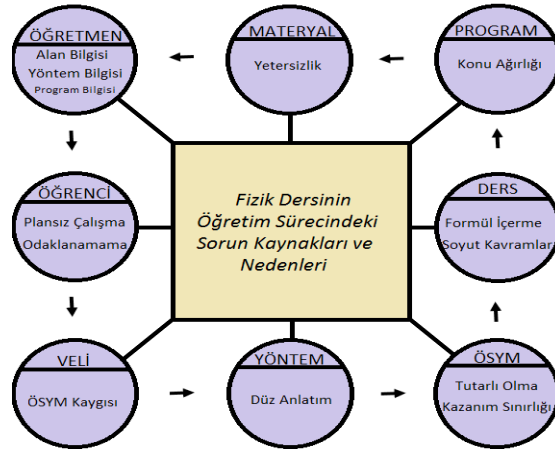 ÖĞRETMEN
Alan Bilgisi
Yöntem Bilgisi
Program Bilgisi
MATERYAL
Yetersizlik
PROGRAM
Konu Ağırlığı
ÖĞRENCİ
Plansız Çalışma
Odaklanamama
Fizik Dersinin
Öğretim Sürecindeki
Sorun Kaynakları ve
Nedenleri
DERS
Formül İçerme
Soyut Kavramlar
VELİ
ÖSYM Kaygısı
YÖNTEM
Düz Anlatım
ÖSYM
Tutarlı Olma
Kazanım Sınırlığı